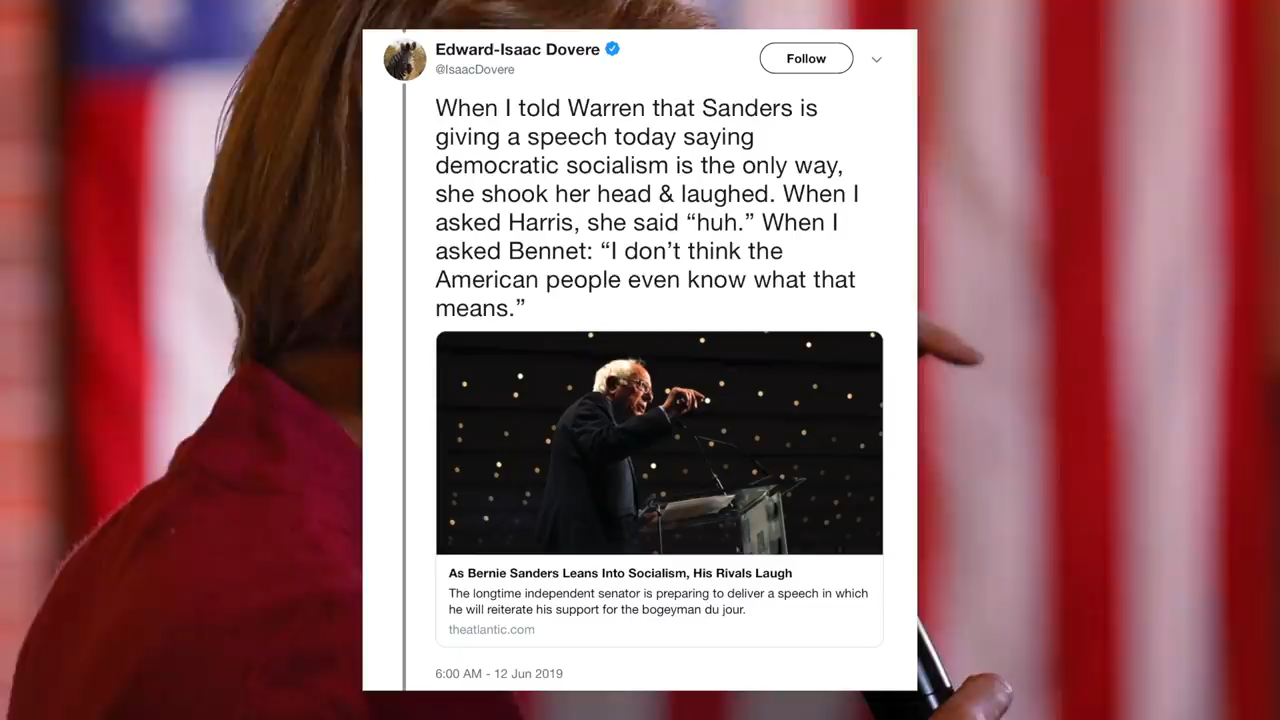 Edward-Isaac Dovere
@IsaacDovere
Follow
When I told Warren that Sanders is
giving a speech today saying
democratic socialism is the only way,
she shook her head & laughed. When I
asked Harris, she said “huh.” When I
asked Bennet: “I don’t think the
American people even know what that
means.”
As Bernie Sanders Leans Into Socialism, His Rivals Laugh
The longtime independent senator is preparing to deliver a speech in which
he will reiterate his support for the bogeyman du jour.
theatlantic.com
6:00 AM - 12 Jun 2019